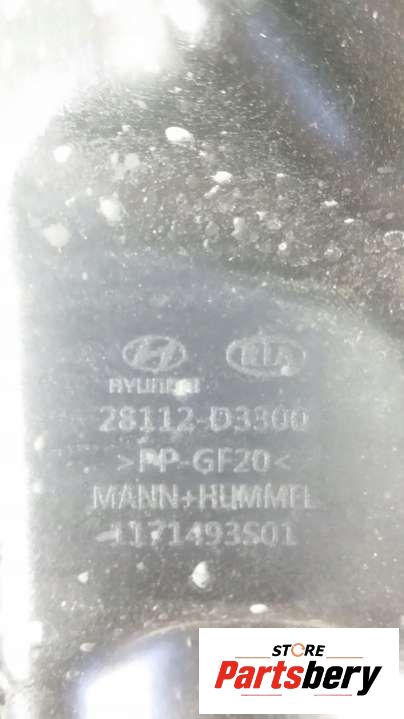 HYUNDAI KIA
28112-D3300
>PP-GF20<
MANN+HUMMEL
1171493S01
STORE
Partsbery